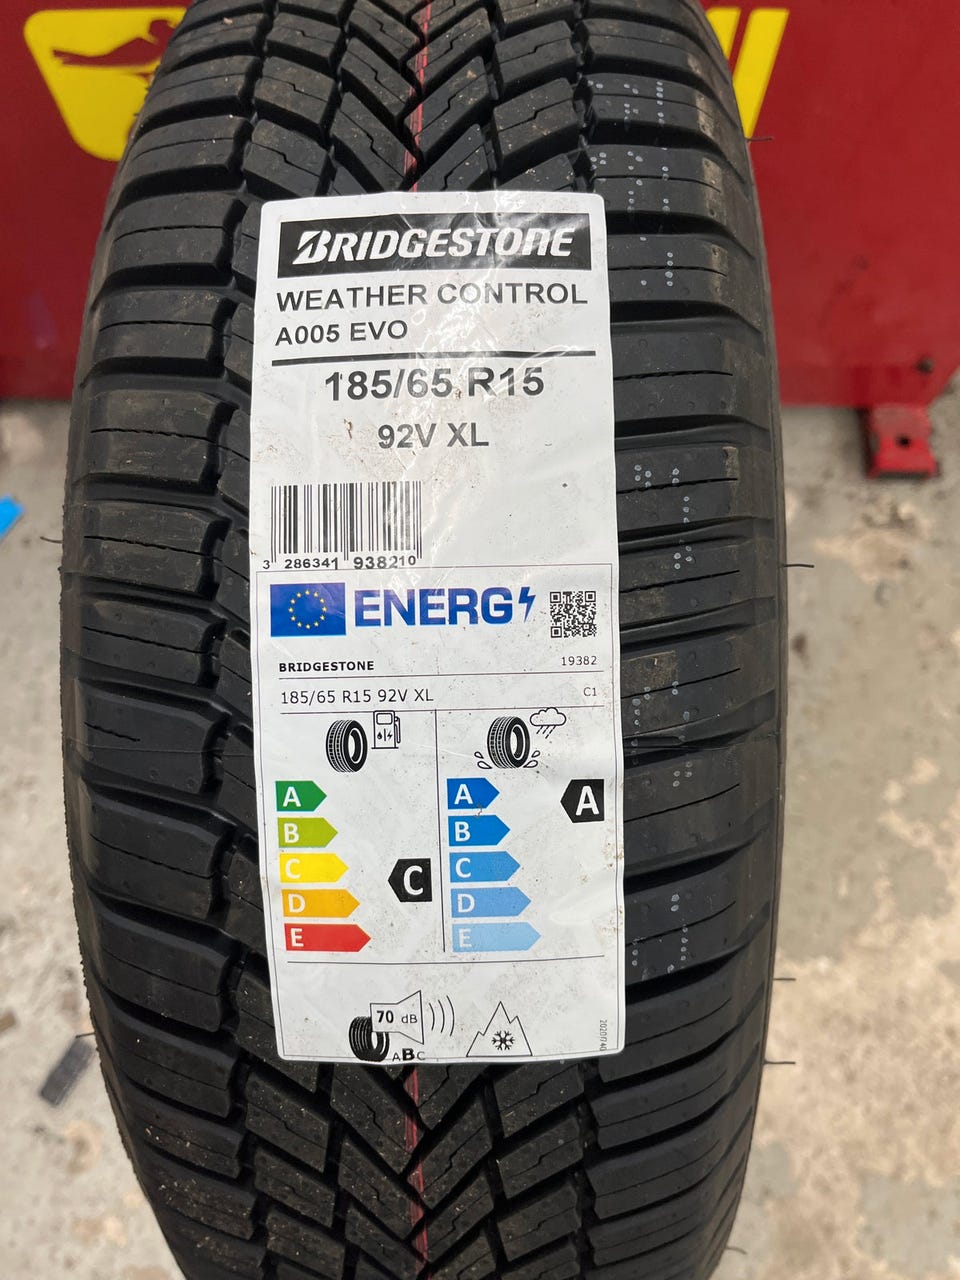 BRIDGESTONE
WEATHER CONTROL
A005 EVO
185/65 R15
92V XL
3 286341 938210
ENERG
BRIDGESTONE 19382
185/65 R15 92V XL C1
A A A
B B
C C C
D D
E E
70 dB
ABC